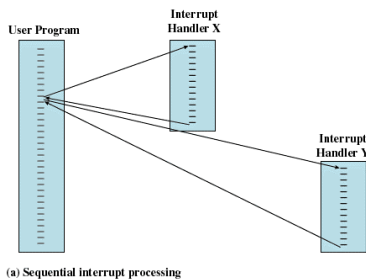 User Program
Interrupt
Handler X
Interrupt
Handler Y
(a) Sequential interrupt processing